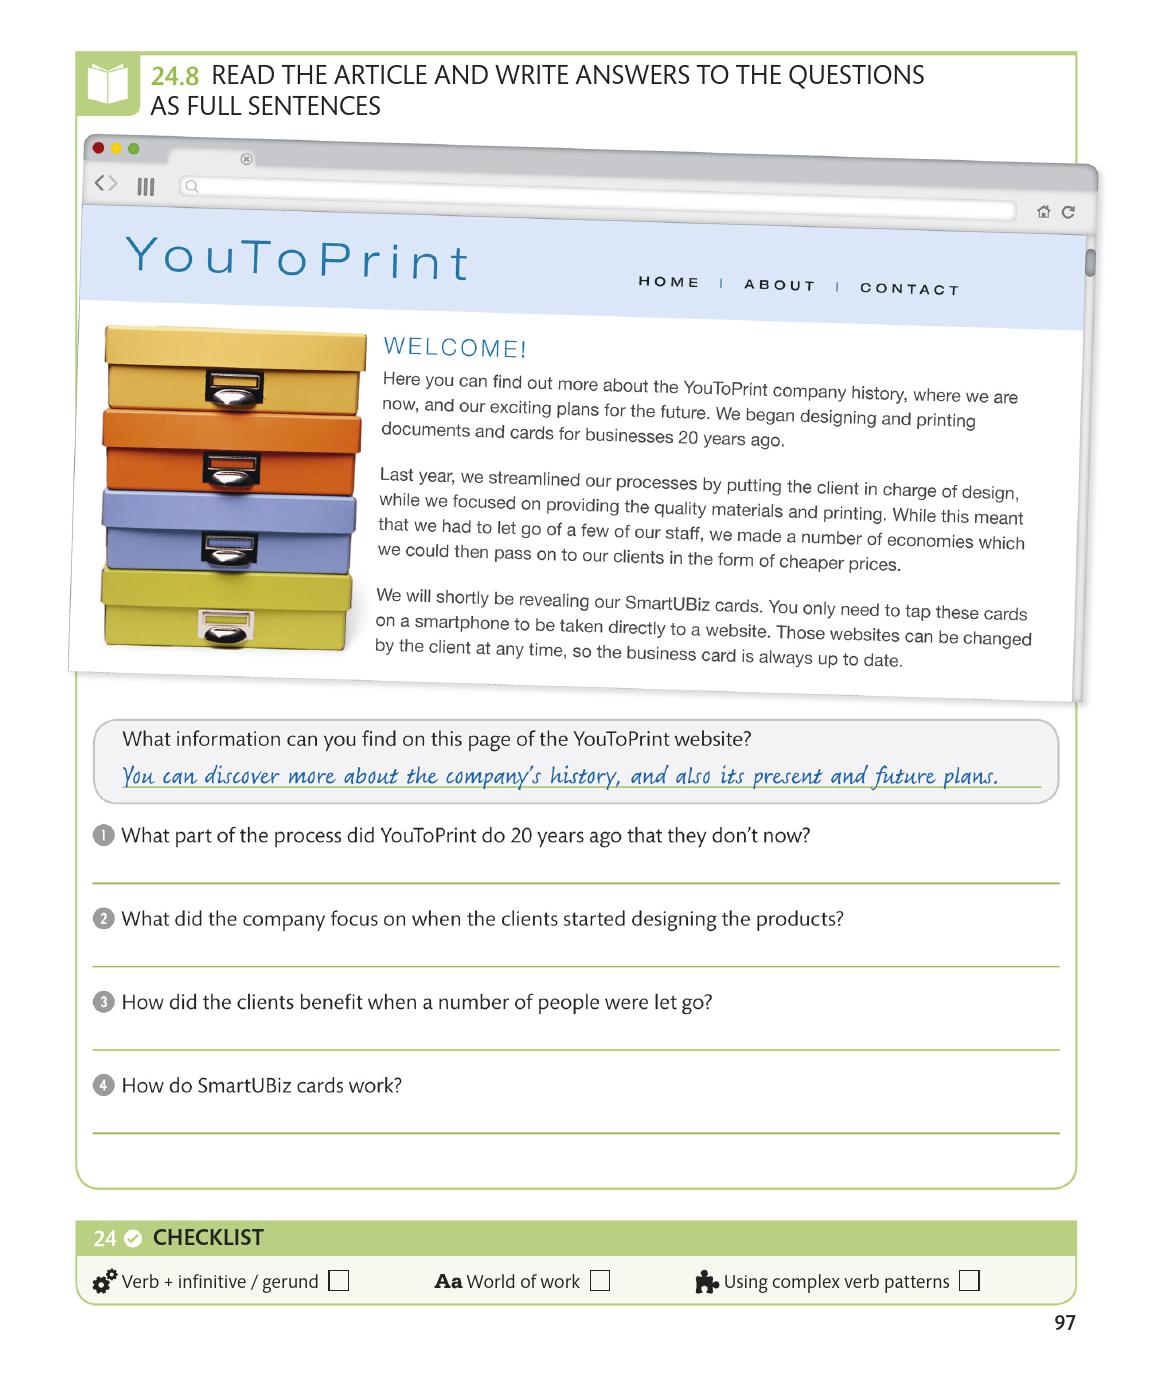 24.8 READ THE ARTICLE AND WRITE ANSWERS TO THE QUESTIONS
AS FULL SENTENCES
YouToPrint
HOME | ABOUT | CONTACT
WELCOME!
Here you can find out more about the YouToPrint company history, where we are
now, and our exciting plans for the future. We began designing and printing
documents and cards for businesses 20 years ago.
Last year, we streamlined our processes by putting the client in charge of design,
while we focused on providing the quality materials and printing. While this meant
that we had to let go of a few of our staff, we made a number of economies which
we could then pass on to our clients in the form of cheaper prices.
We will shortly be revealing our SmartUBiz cards. You only need to tap these cards
on a smartphone to be taken directly to a website. Those websites can be changed
by the client at any time, so the business card is always up to date.
What information can you find on this page of the YouToPrint website?
You can discover more about the company's history, and also its present and future plans.
1 What part of the process did YouToPrint do 20 years ago that they don't now?
2 What did the company focus on when the clients started designing the products?
3 How did the clients benefit when a number of people were let go?
4 How do SmartUBiz cards work?
24 CHECKLIST
Verb + infinitive / gerund Aa World of work Using complex verb patterns
97